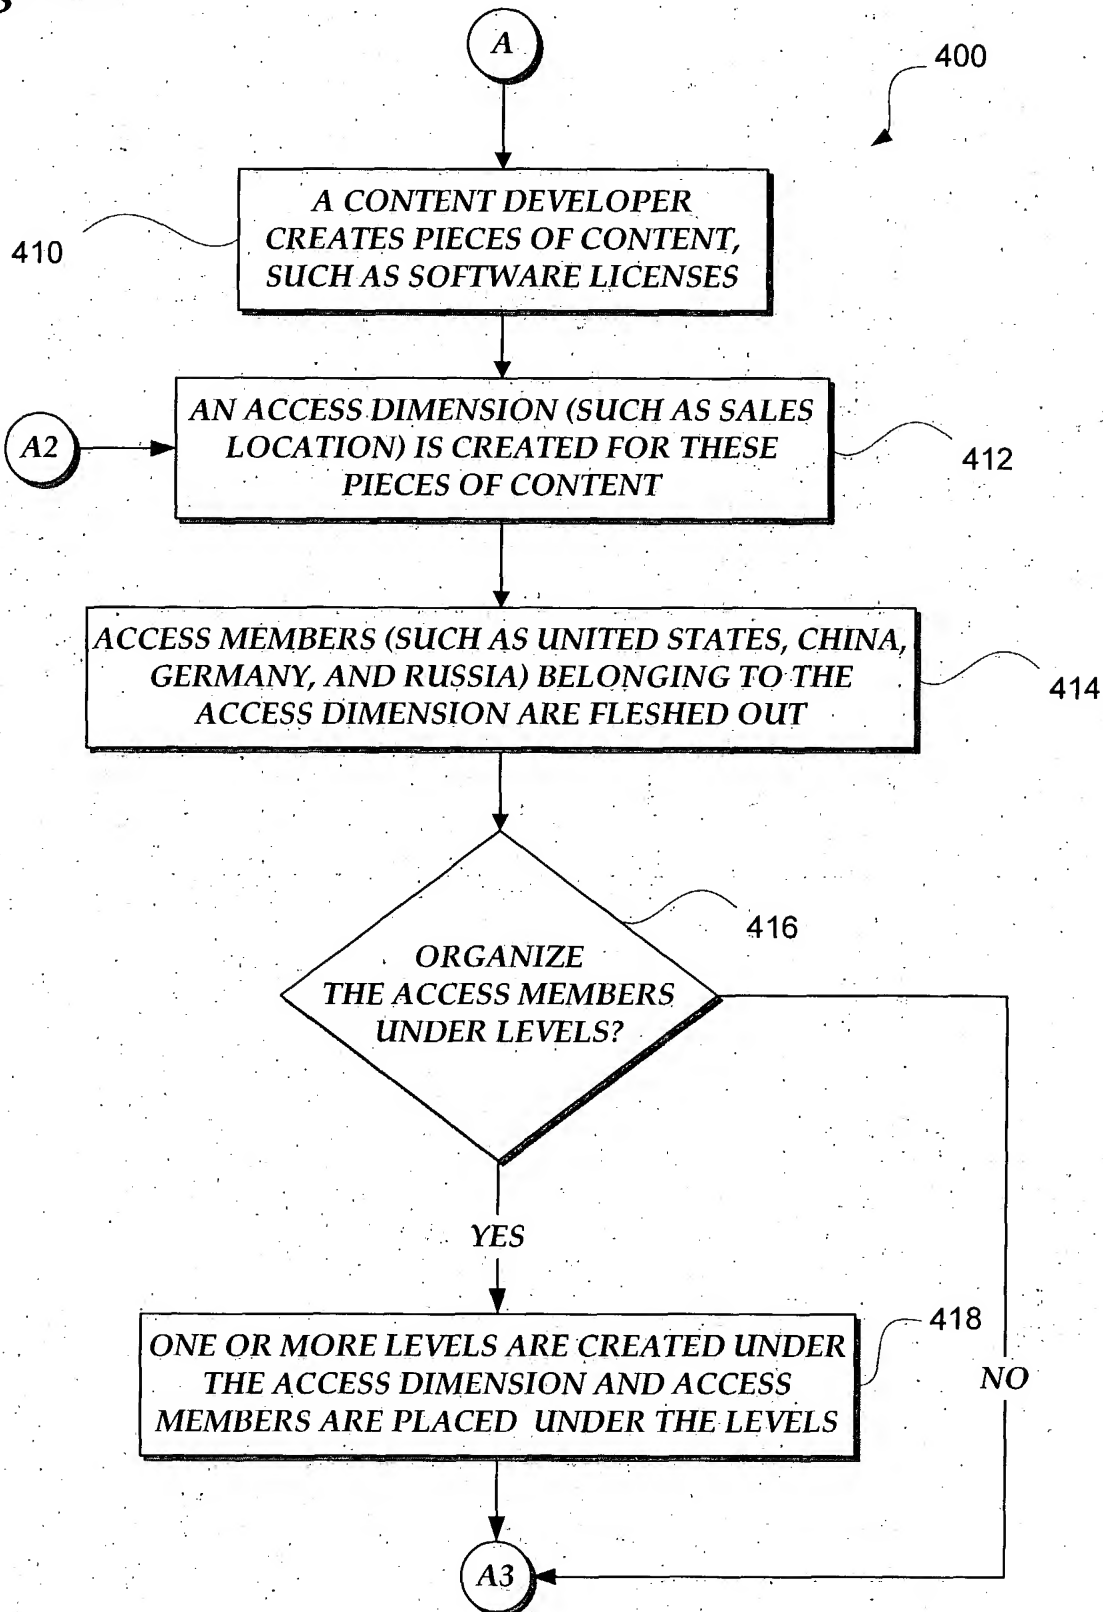 A
400
A CONTENT DEVELOPER
CREATES PIECES OF CONTENT,
SUCH AS SOFTWARE LICENSES
410
AN ACCESS DIMENSION (SUCH AS SALES
LOCATION) IS CREATED FOR THESE
PIECES OF CONTENT
A2
412
ACCESS MEMBERS (SUCH AS UNITED STATES, CHINA,
GERMANY, AND RUSSIA) BELONGING TO THE
ACCESS DIMENSION ARE FLESHED OUT
414
416
ORGANIZE
THE ACCESS MEMBERS
UNDER LEVELS?
YES
418
ONE OR MORE LEVELS ARE CREATED UNDER
THE ACCESS DIMENSION AND ACCESS
MEMBERS ARE PLACED UNDER THE LEVELS
NO
A3